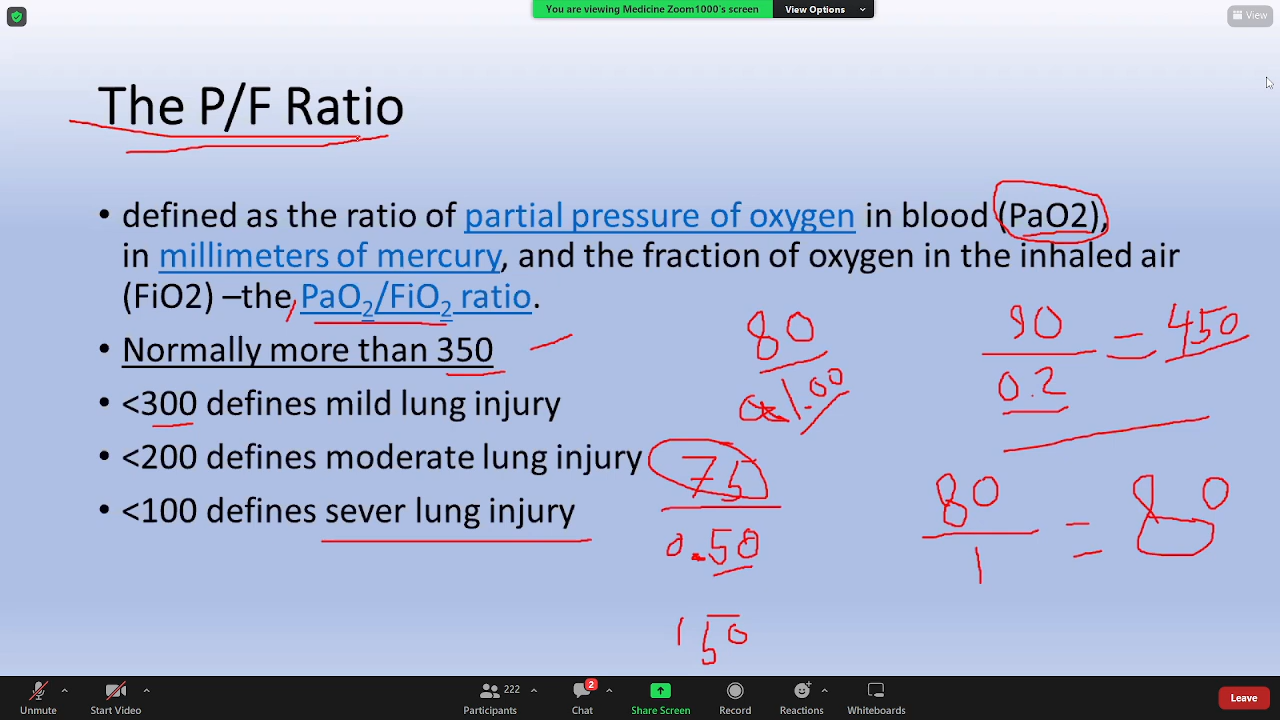 You are viewing Medicine Zoom1000's screen
View Options
View
The P/F Ratio
• defined as the ratio of partial pressure of oxygen in blood (PaO2),
in millimeters of mercury, and the fraction of oxygen in the inhaled air
(FiO2) –the PaO2/FiO2 ratio.
• Normally more than 350
• <300 defines mild lung injury
• <200 defines moderate lung injury
• <100 defines sever lung injury
80
1.00
90
0.2
= 450
75
0.50
150
80
1
= 80
Unmute
Start Video
222
Participants
2
Chat
Share Screen
Record
Reactions
Whiteboards
Leave